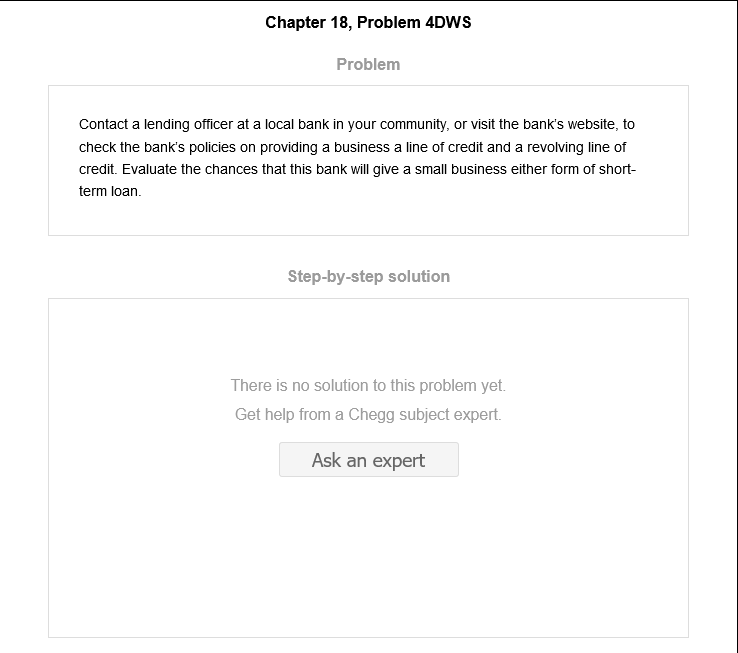 Chapter 18, Problem 4DWS
Problem
Contact a lending officer at a local bank in your community, or visit the bank's website, to
check the bank's policies on providing a business a line of credit and a revolving line of
credit. Evaluate the chances that this bank will give a small business either form of short-
term loan.
Step-by-step solution
There is no solution to this problem yet.
Get help from a Chegg subject expert.
Ask an expert